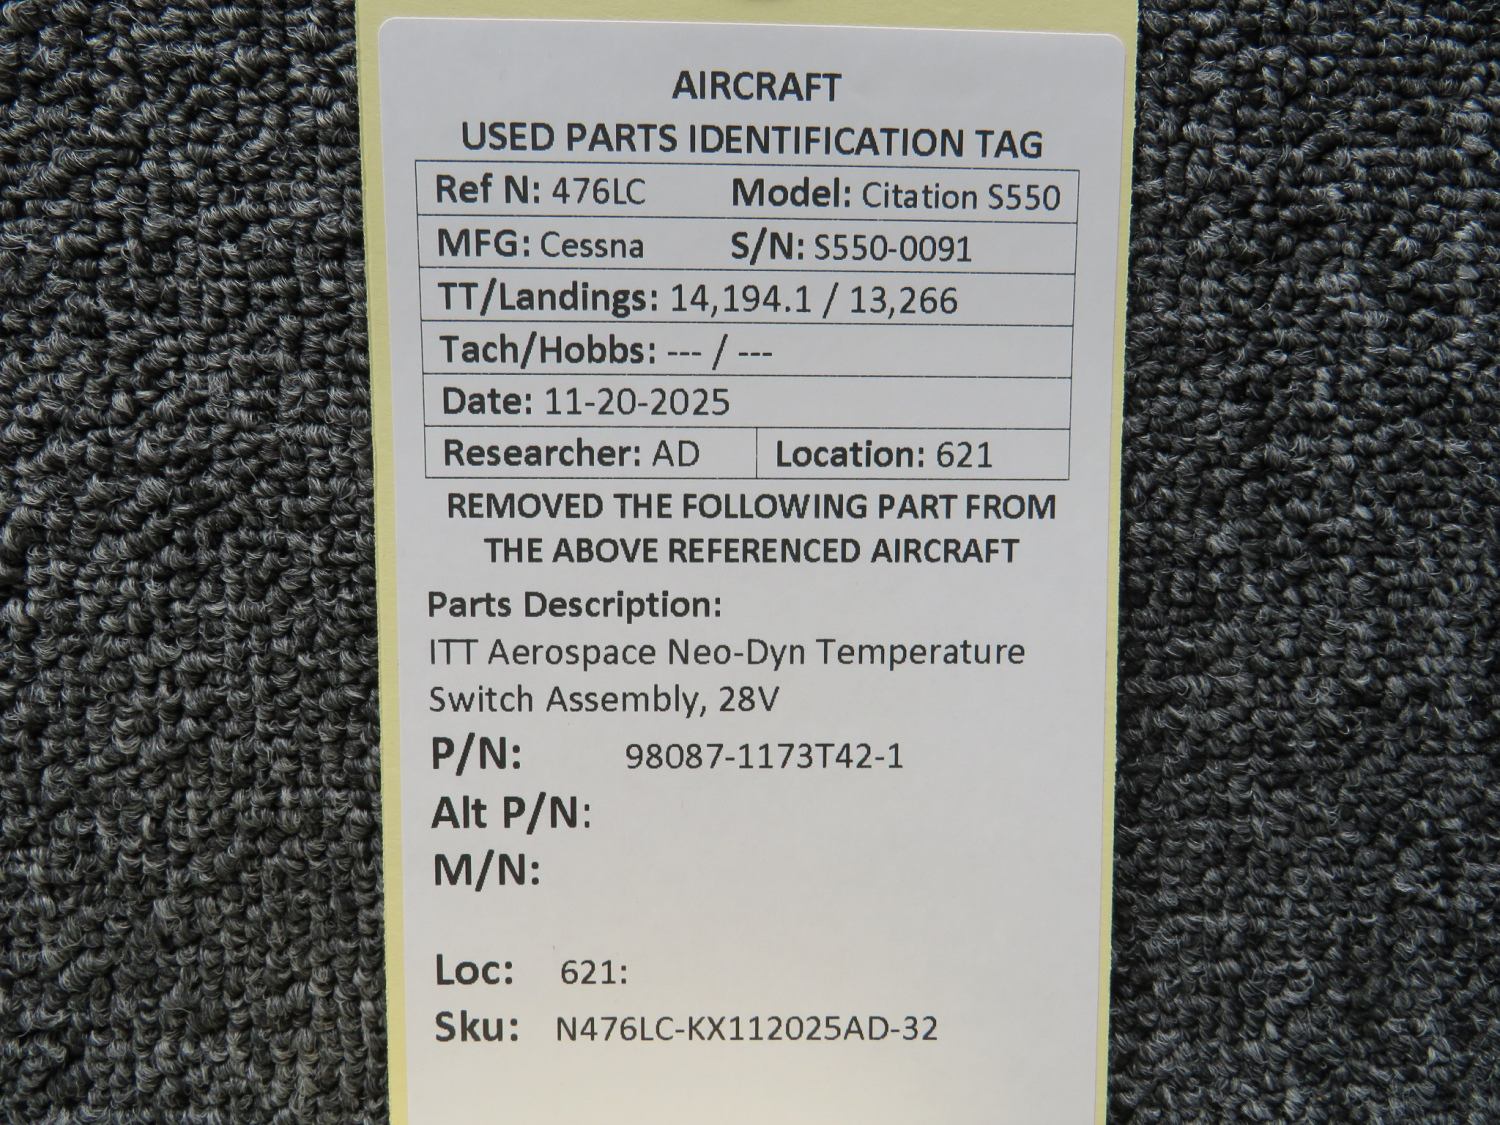 AIRCRAFT
USED PARTS IDENTIFICATION TAG
Ref N: 476LC Model: Citation S550
MFG: Cessna S/N: S550-0091
TT/Landings: 14,194.1 / 13,266
Tach/Hobbs: --- / ---
Date: 11-20-2025
Researcher: AD Location: 621
REMOVED THE FOLLOWING PART FROM
THE ABOVE REFERENCED AIRCRAFT
Parts Description:
ITT Aerospace Neo-Dyn Temperature
Switch Assembly, 28V
P/N: 98087-1173T42-1
Alt P/N:
M/N:
Loc: 621:
Sku: N476LC-KX112025AD-32